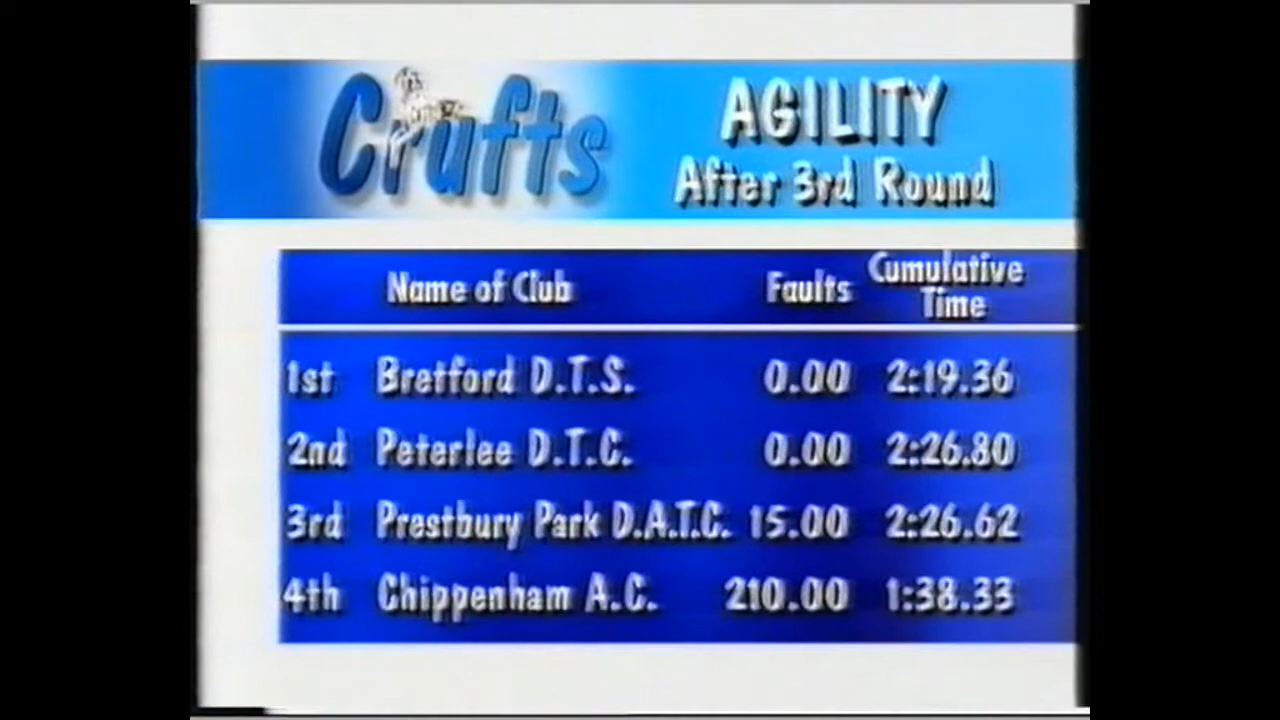 Crufts
AGILITY
After 3rd Round
Name of Club Faults Cumulative Time
1st Bretford D.T.S. 0.00 2:19.36
2nd Peterlee D.T.C. 0.00 2:26.80
3rd Prestbury Park D.A.T.C. 15.00 2:26.62
4th Chippenham A.C. 210.00 1:38.33